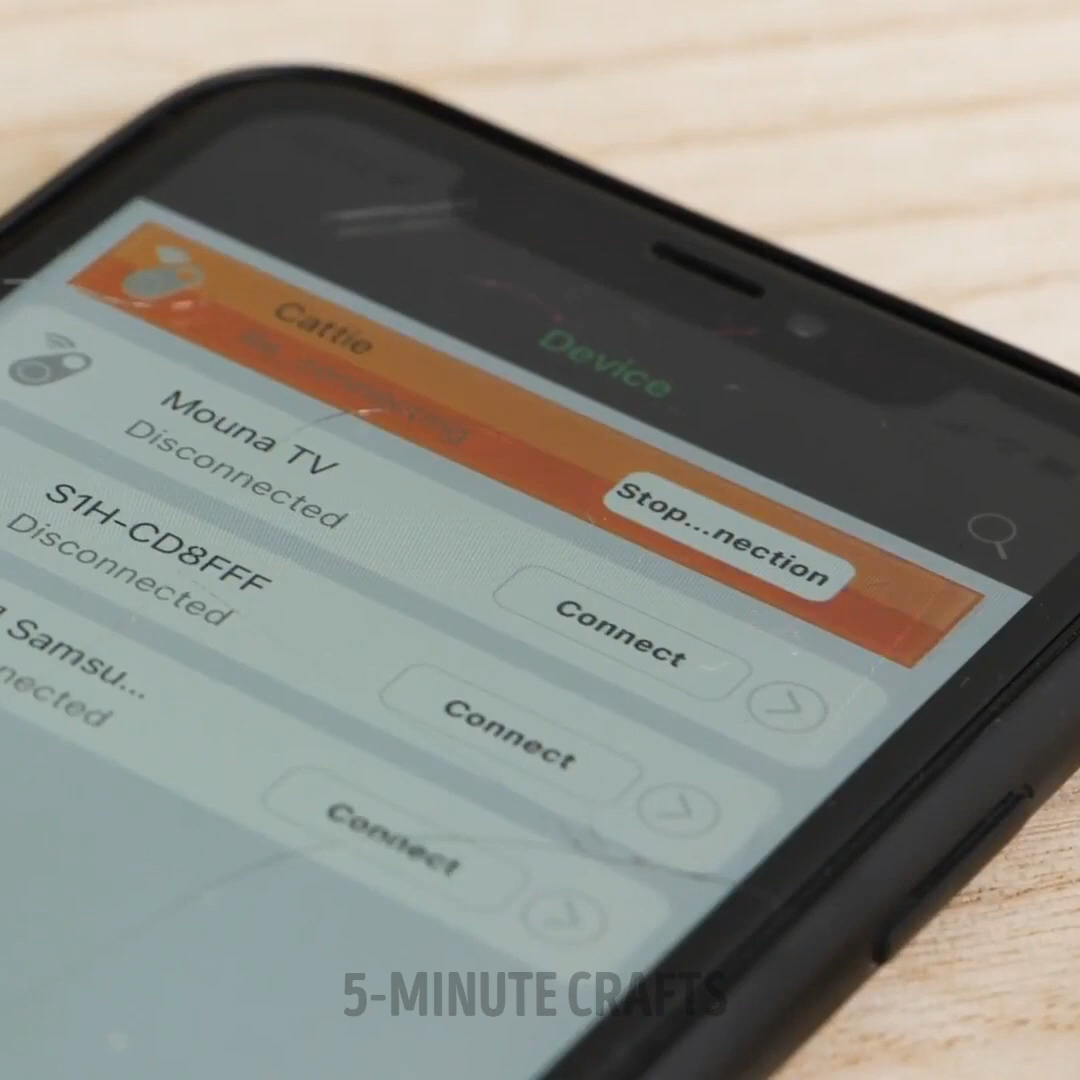 Device
Cattie
Stop...nection
Mouna TV
Disconnected
Connect
S1H-CD8FFF
Disconnected
Connect
Samsu...
nected
Connect
5-MINUTE CRAFTS